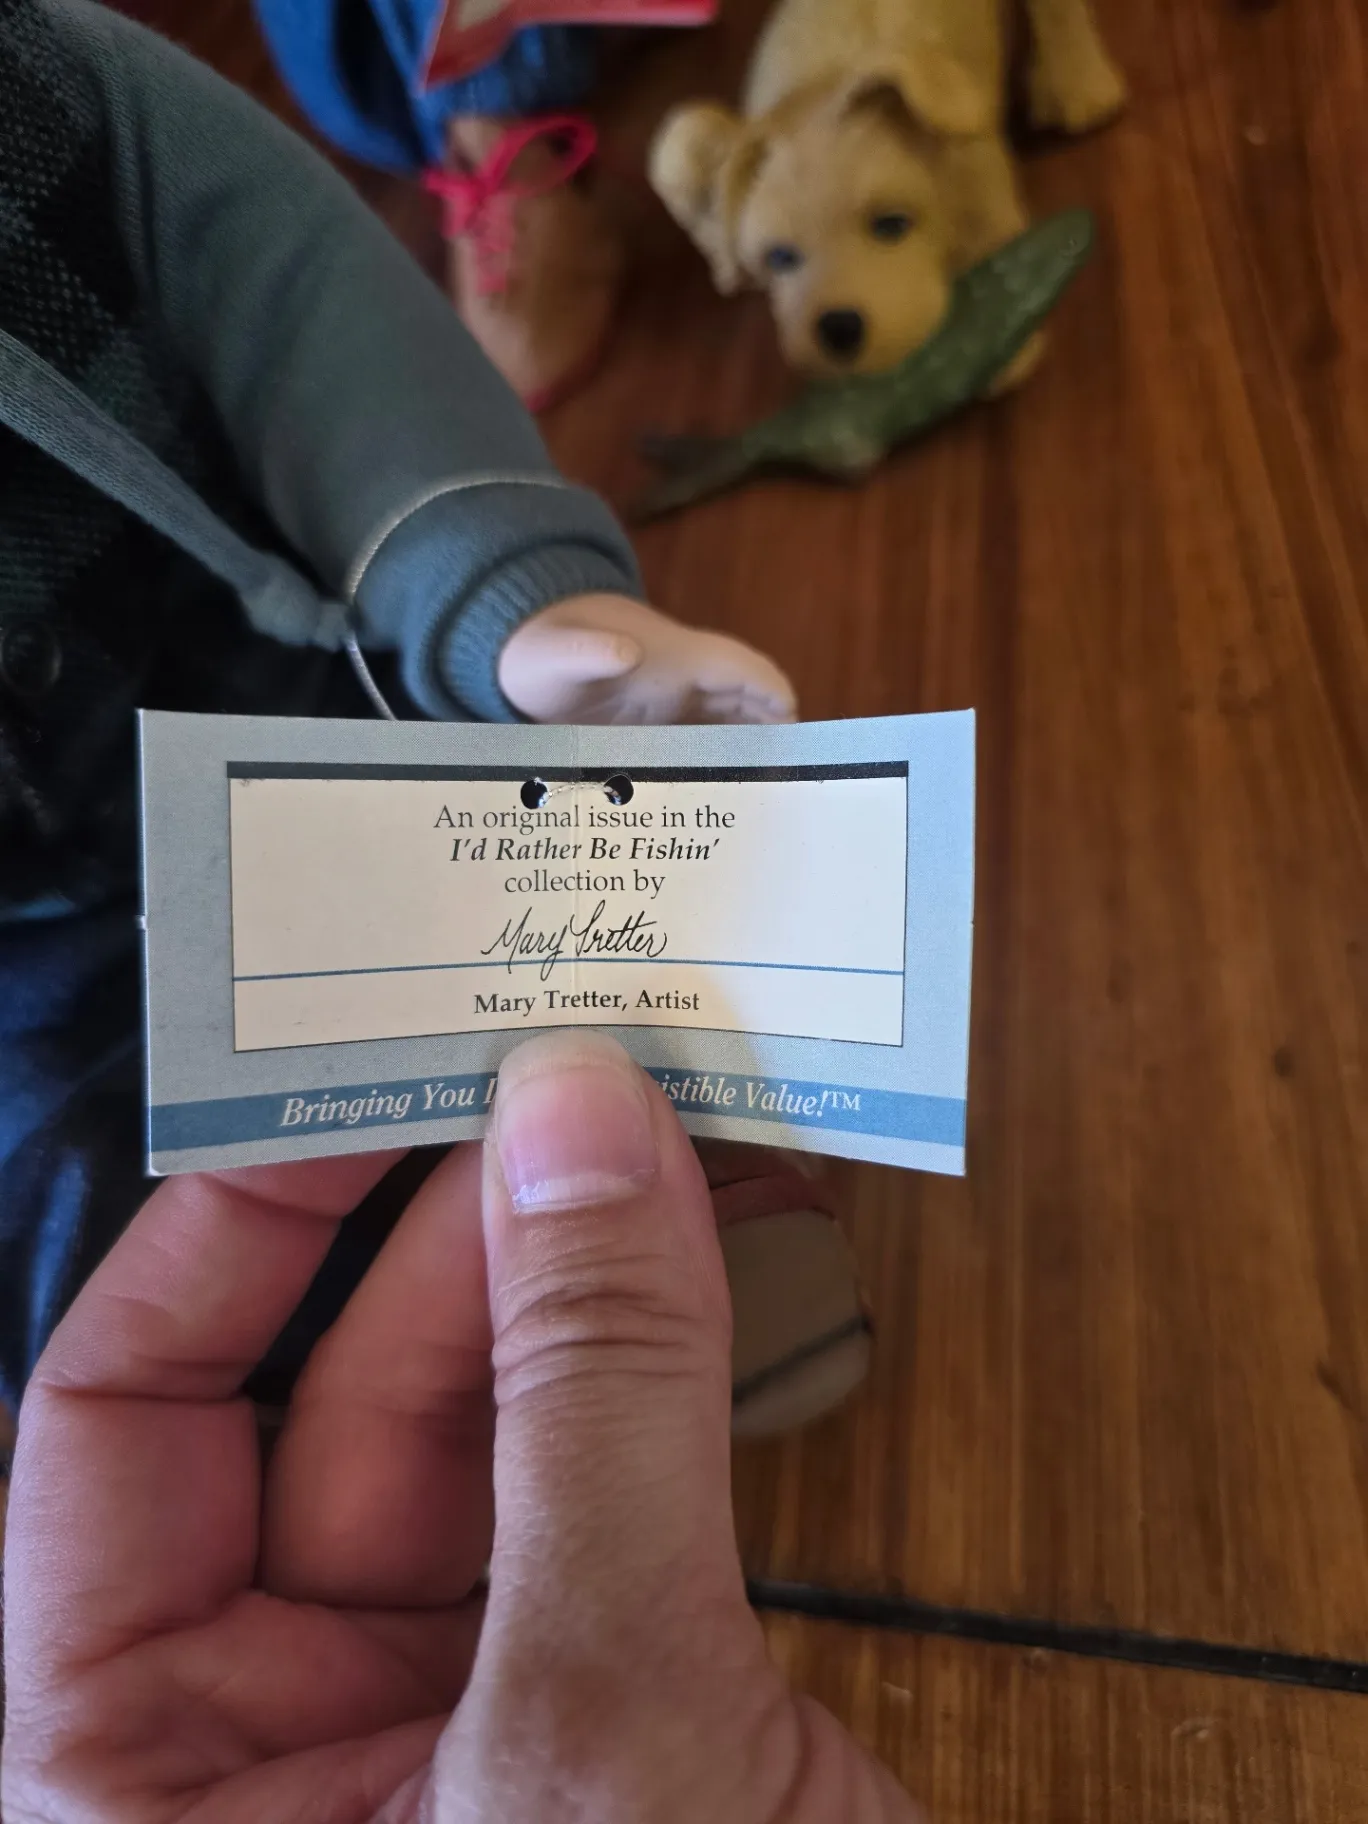 An original issue in the
I'd Rather Be Fishin'
collection by
Mary Tretter
Mary Tretter, Artist
Bringing You Value!™